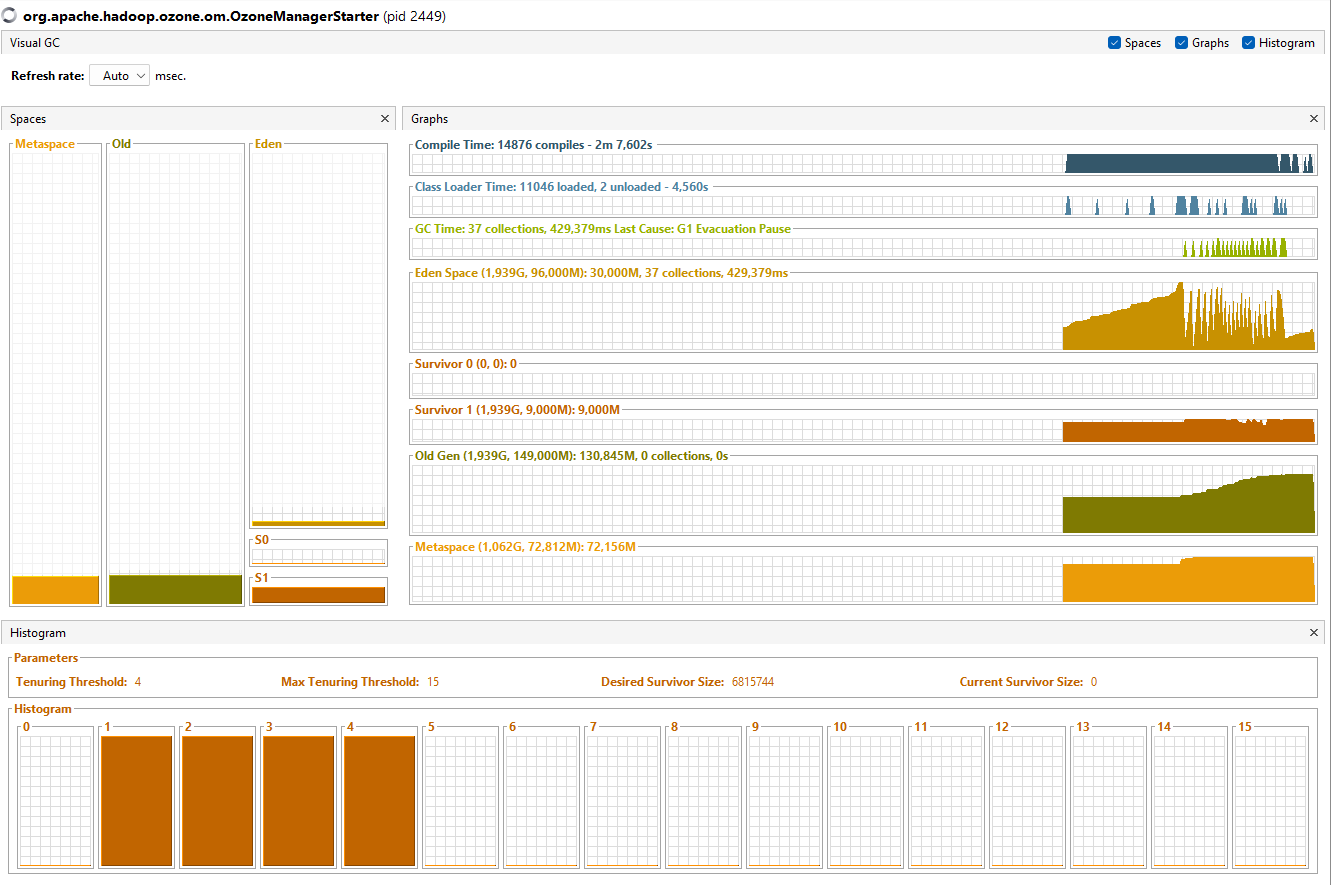 org.apache.hadoop.ozone.om.OzoneManagerStarter (pid 2449)
Visual GC
Spaces Graphs Histogram
Refresh rate: Auto msec.
Spaces
Metaspace
Old
Eden
S0
S1
Graphs
Compile Time: 14876 compiles - 2m 7,602s
Class Loader Time: 11046 loaded, 2 unloaded - 4,560s
GC Time: 37 collections, 429,379ms Last Cause: G1 Evacuation Pause
Eden Space (1,939G, 96,000M): 30,000M, 37 collections, 429,379ms
Survivor 0 (0, 0): 0
Survivor 1 (1,939G, 9,000M): 9,000M
Old Gen (1,939G, 149,000M): 130,845M, 0 collections, 0s
Metaspace (1,062G, 72,812M): 72,156M
Histogram
Parameters
Tenuring Threshold: 4 Max Tenuring Threshold: 15 Desired Survivor Size: 6815744 Current Survivor Size: 0
Histogram
0 1 2 3 4 5 6 7 8 9 10 11 12 13 14 15